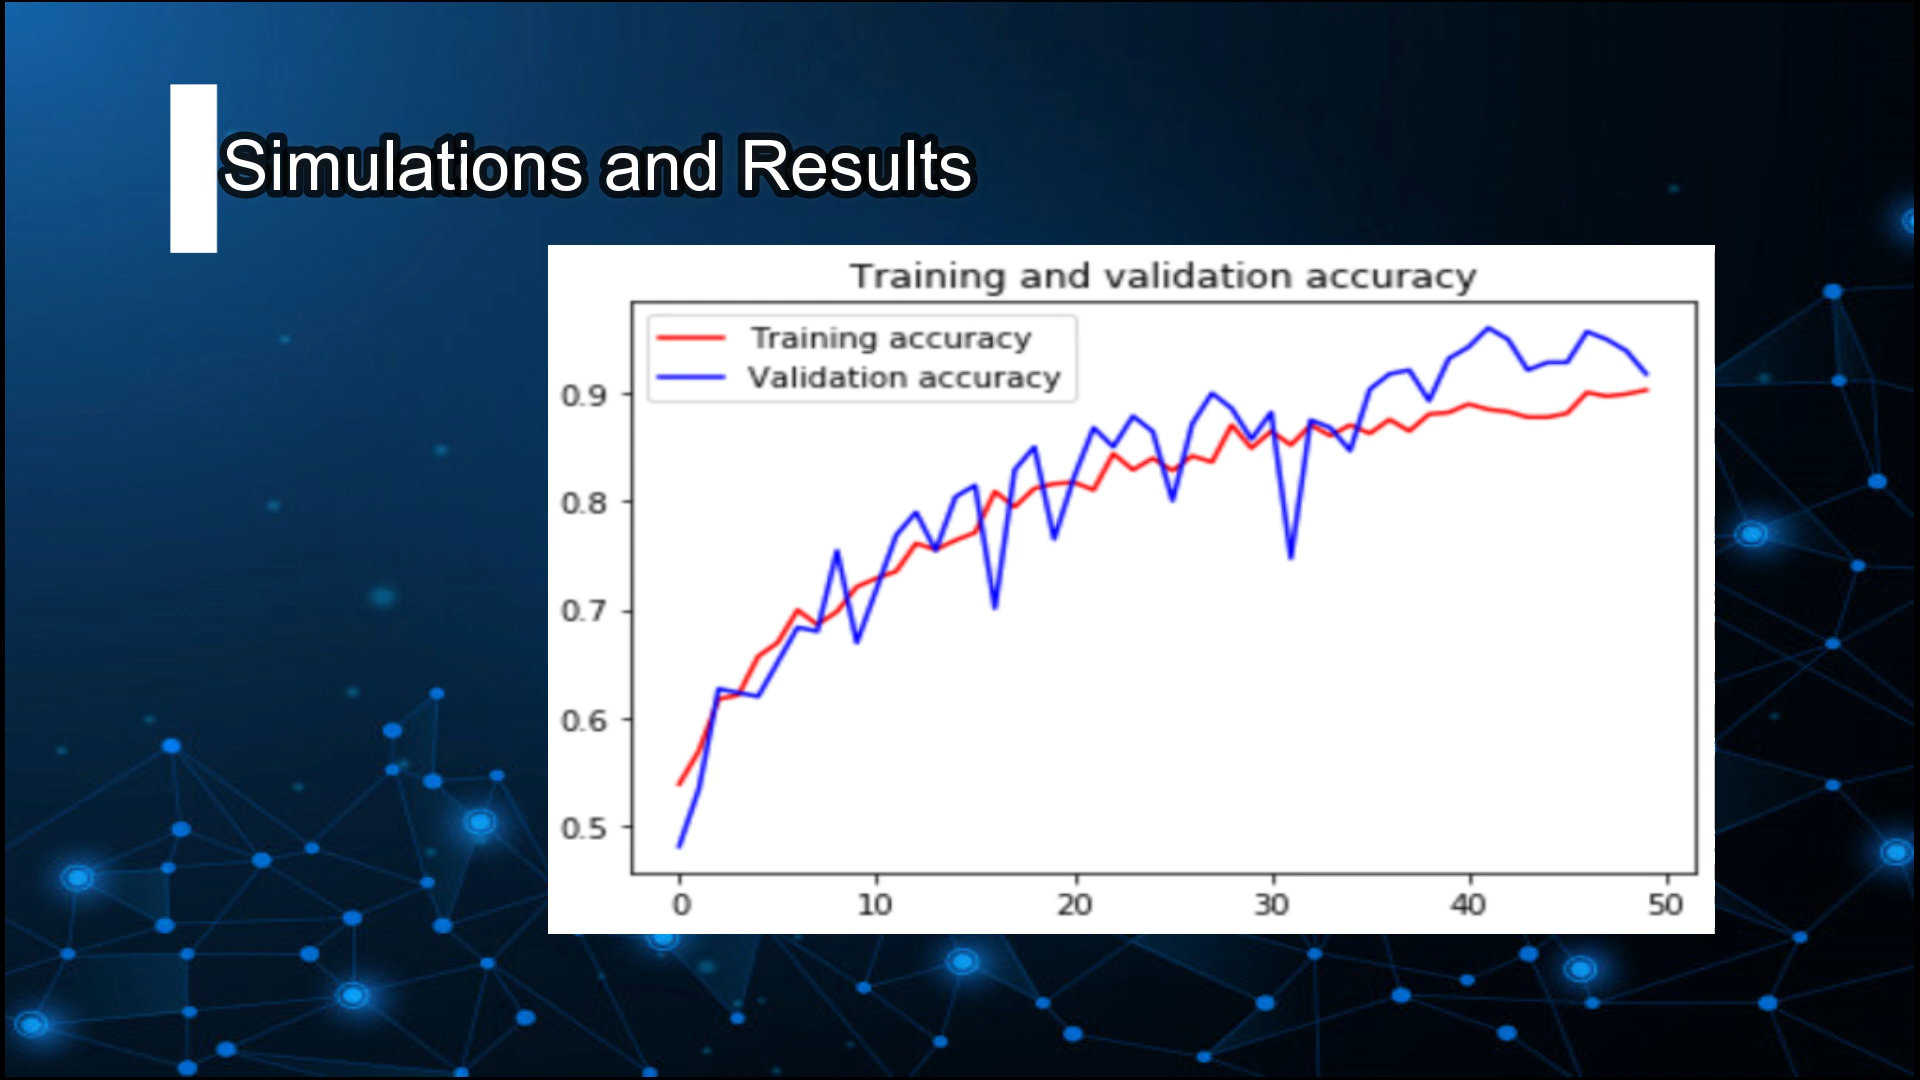 Simulations and Results
Training and validation accuracy
Training accuracy
Validation accuracy
0.9
0.8
0.7
0.6
0.5
0 10 20 30 40 50